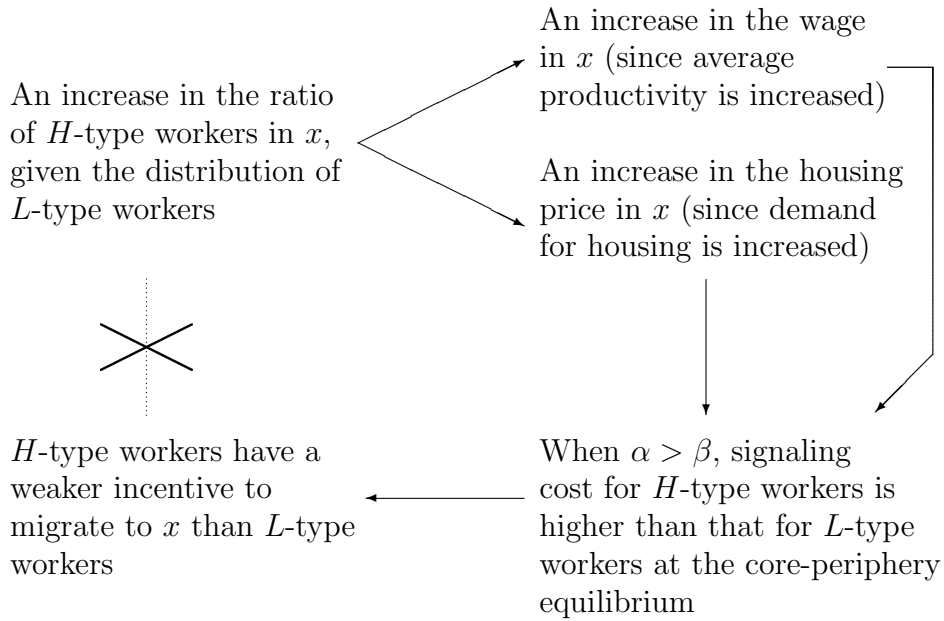 An increase in the ratio
of H-type workers in x,
given the distribution of
L-type workers
An increase in the wage
in x (since average
productivity is increased)
An increase in the housing
price in x (since demand
for housing is increased)
When α > β, signaling
cost for H-type workers is
higher than that for L-type
workers at the core-periphery
equilibrium
H-type workers have a
weaker incentive to
migrate to x than L-type
workers